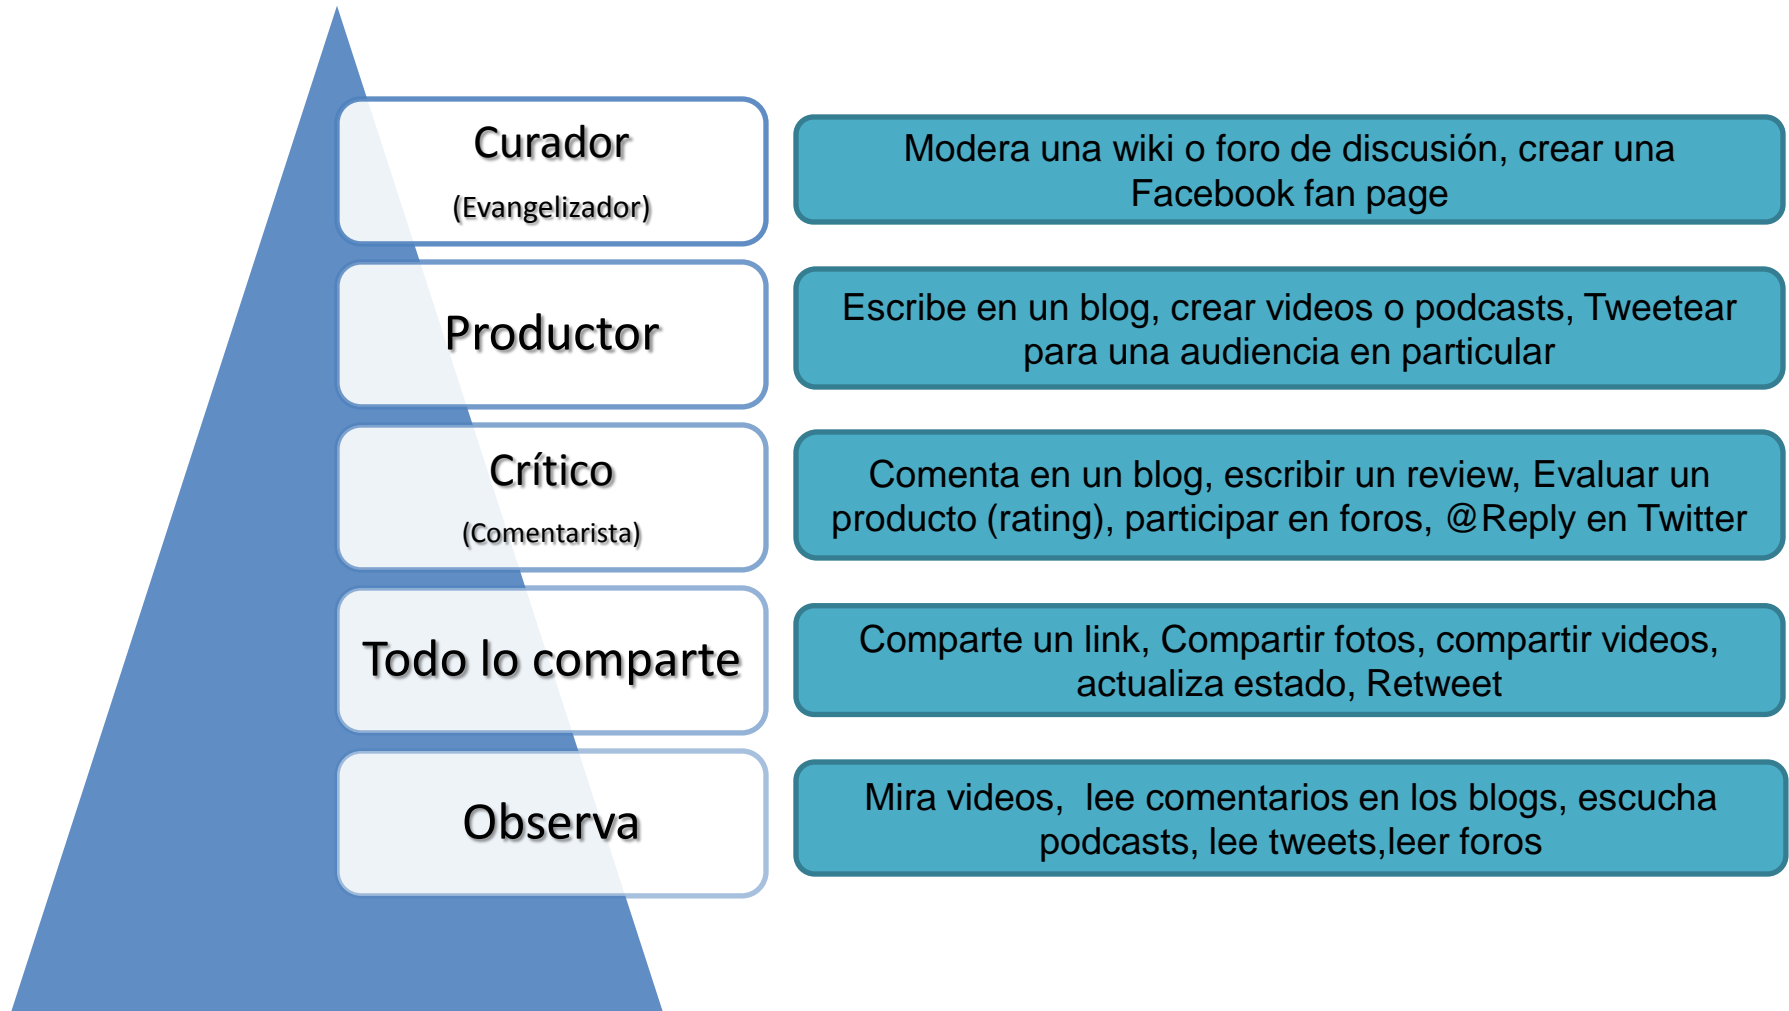 Curador
(Evangelizador)
Modera una wiki o foro de discusión, crear una
Facebook fan page
Productor
Escribe en un blog, crear videos o podcasts, Tweetear
para una audiencia en particular
Crítico
(Comentarista)
Comenta en un blog, escribir un review, Evaluar un
producto (rating), participar en foros, @Reply en Twitter
Todo lo comparte
Comparte un link, Compartir fotos, compartir videos,
actualiza estado, Retweet
Observa
Mira videos,  lee comentarios en los blogs, escucha
podcasts, lee tweets,leer foros